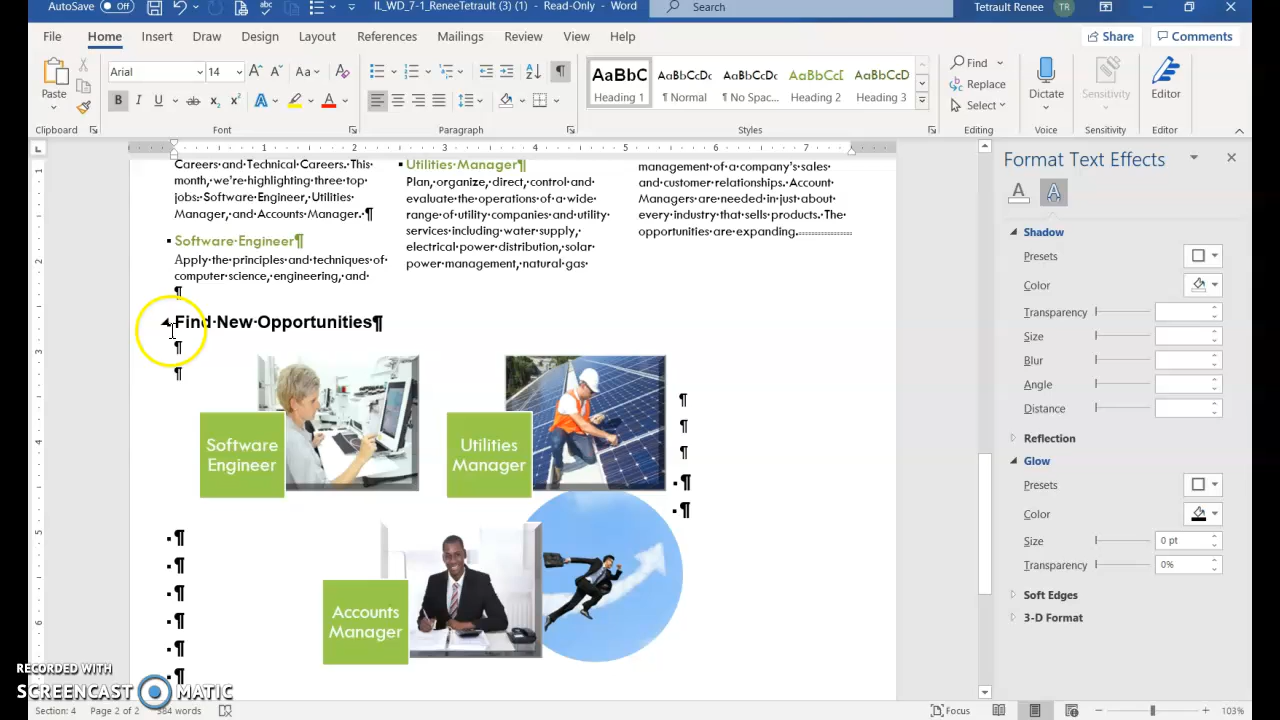 AutoSave Off IL_WD_7-1_ReneeTetrault (3) (1) - Read-Only - Word Search Tetrault Renee TR
File Home Insert Draw Design Layout References Mailings Review View Help Share Comments
Paste
Clipboard
Arial 14
Font
Paragraph
AaBbC AaBbCcDc AaBbCcDc AaBbCcI AaBbCcD
Heading 1 ¶ Normal ¶ No Spac... Heading 2 Heading 3
Styles
Find
Replace
Select
Editing
Dictate
Voice
Sensitivity
Sensitivity
Editor
Editor
1 2 3 4 5 6 7
Careers·and·Technical·Careers.·This·
month,·we're·highlighting·three·top·
jobs:·Software·Engineer,·Utilities·
Manager,·and·Accounts·Manager.·¶
Software·Engineer¶
Apply·the·principles·and·techniques·of·
computer·science,·engineering,·and·
Utilities·Manager¶
Plan,·organize,·direct,·control·and·
evaluate·the·operations·of·a·wide·
range·of·utility·companies·and·utility·
services·including·water·supply,·
electrical·power·distribution,·solar·
power·management,·natural·gas·
management·of·a·company's·sales·
and·customer·relationships.·Account·
Managers·are·needed·in·just·about·
every·industry·that·sells·products.·The·
opportunities·are·expanding.
¶
Find·New·Opportunities¶
¶
¶
Software
Engineer
Utilities
Manager
Accounts
Manager
Format Text Effects
Shadow
Presets
Color
Transparency
Size
Blur
Angle
Distance
Reflection
Glow
Presets
Color
Size 0 pt
Transparency 0%
Soft Edges
3-D Format
RECORDED WITH
SCREENCAST MATIC
Section: 4 Page 2 of 2 384 words Focus 103%